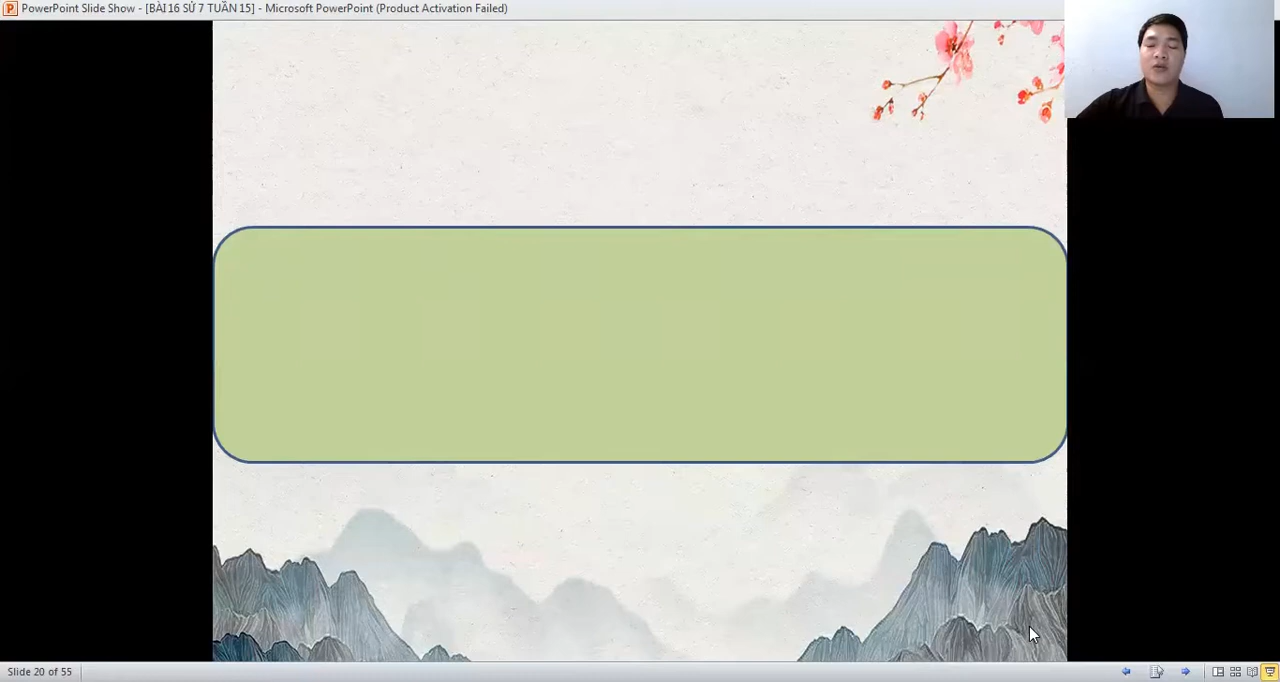 PowerPoint Slide Show - [BÀI 16 SỬ 7 TUẦN 15] - Microsoft PowerPoint (Product Activation Failed)
Slide 20 of 55